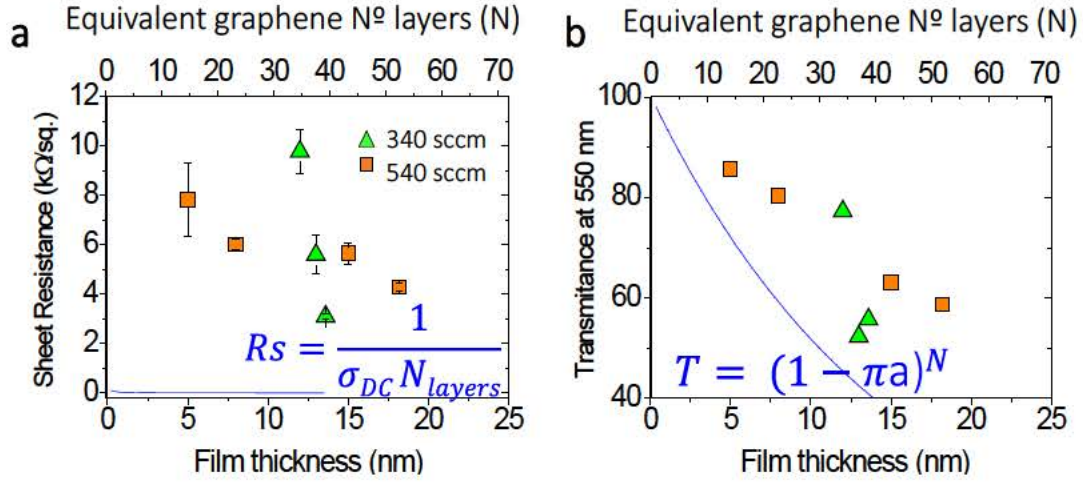 a
Equivalent graphene Nº layers (N)
0 10 20 30 40 50 60 70
12
10
8
6
4
2
0
Sheet Resistance (kΩ/sq.)
340 sccm
540 sccm
Rs = 1 / σDC Nlayers
0 5 10 15 20 25
Film thickness (nm)
b
Equivalent graphene Nº layers (N)
0 10 20 30 40 50 60 70
100
80
60
40
Transmitance at 550 nm
T = (1 − πa)^N
0 5 10 15 20 25
Film thickness (nm)